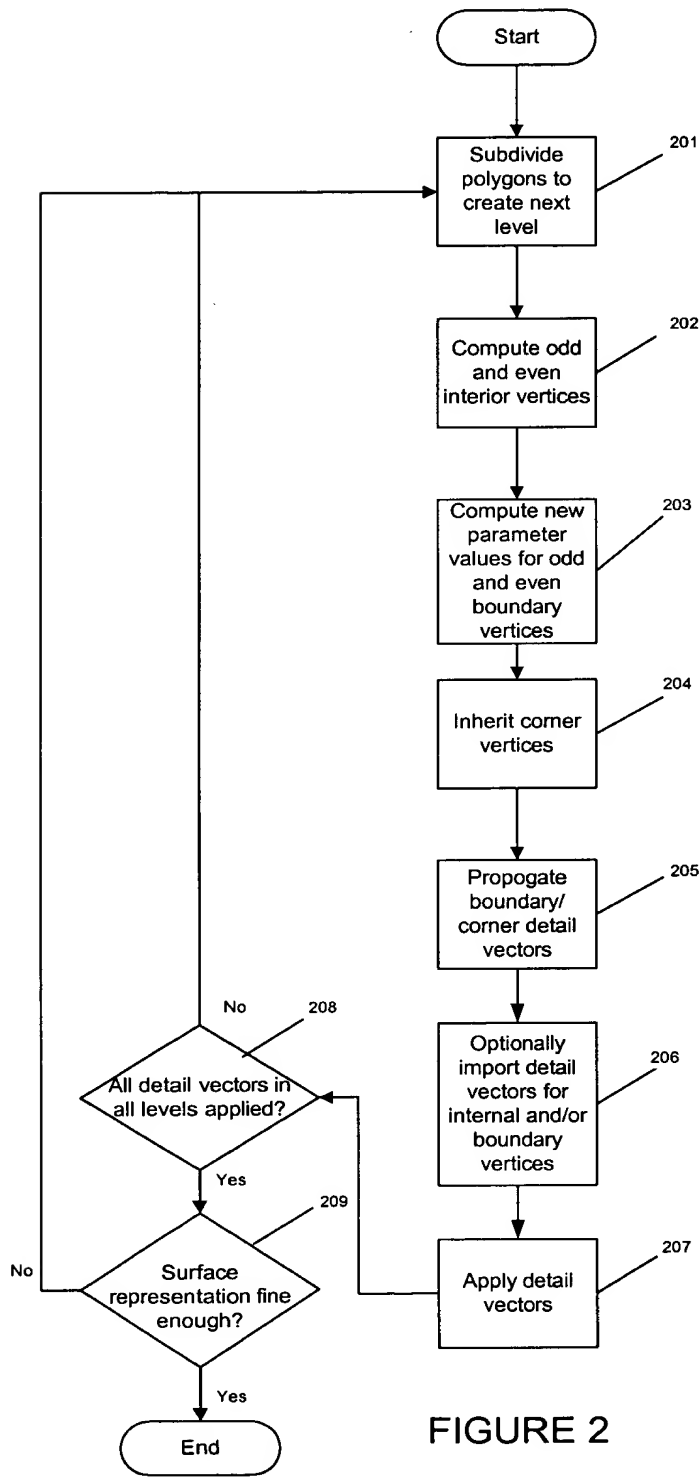 Start
201
Subdivide
polygons to
create next
level
202
Compute odd
and even
interior vertices
203
Compute new
parameter
values for odd
and even
boundary
vertices
204
Inherit corner
vertices
205
Propogate
boundary/
corner detail
vectors
206
Optionally
import detail
vectors for
internal and/or
boundary
vertices
207
Apply detail
vectors
No
208
All detail vectors in
all levels applied?
Yes
209
No
Surface
representation fine
enough?
Yes
End
FIGURE 2